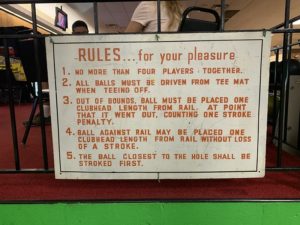 RULES...for your pleasure
1. NO MORE THAN FOUR PLAYERS TOGETHER.
2. ALL BALLS MUST BE DRIVEN FROM TEE MAT
WHEN TEEING OFF.
3. OUT OF BOUNDS, BALL MUST BE PLACED ONE
CLUBHEAD LENGTH FROM RAIL, AT POINT
THAT IT WENT OUT, COUNTING ONE STROKE
PENALTY.
4. BALL AGAINST RAIL MAY BE PLACED ONE
CLUBHEAD LENGTH FROM RAIL WITHOUT LOSS
OF A STROKE.
5. THE BALL CLOSEST TO THE HOLE SHALL BE
STROKED FIRST.